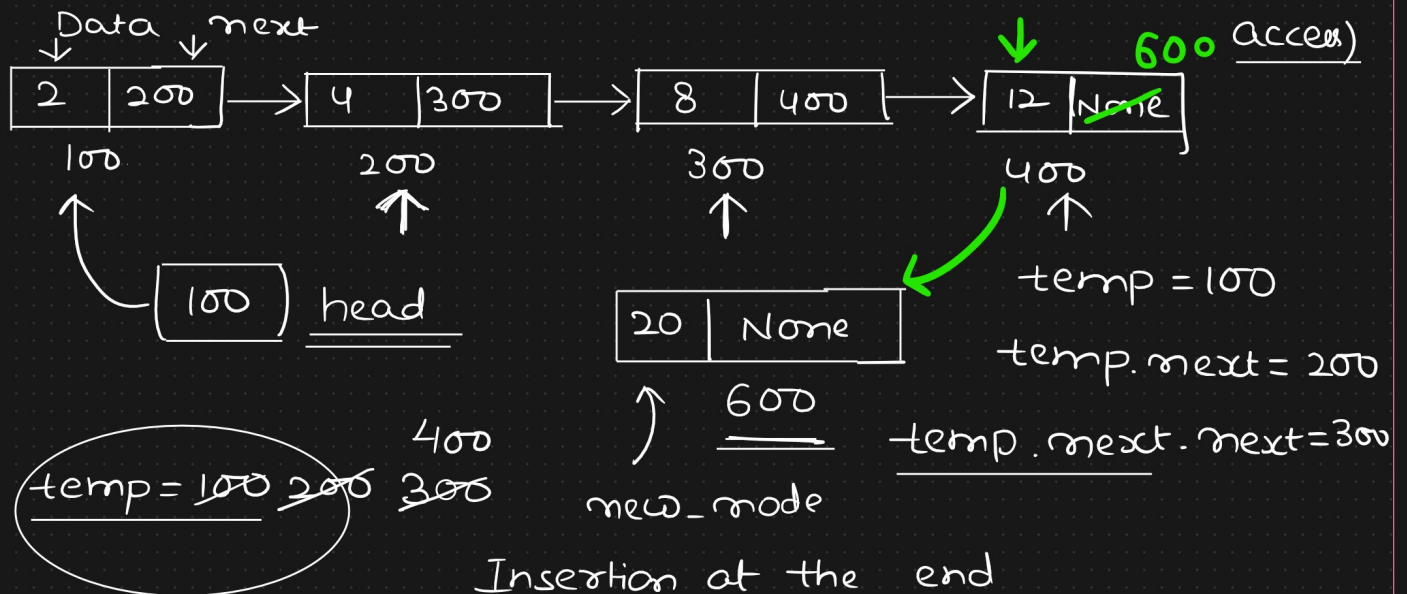 Data next
600 access)
2 200 4 300 8 400 12 None
100 200 300 400
100 head
temp = 100
20 None
temp.next = 200
600
400
temp.next.next=300
temp = 100 200 300
new_node
Insertion at the end